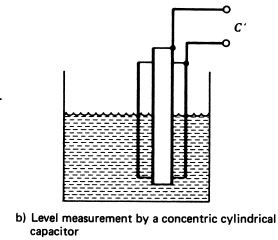 C'
b) Level measurement by a concentric cylindrical
capacitor